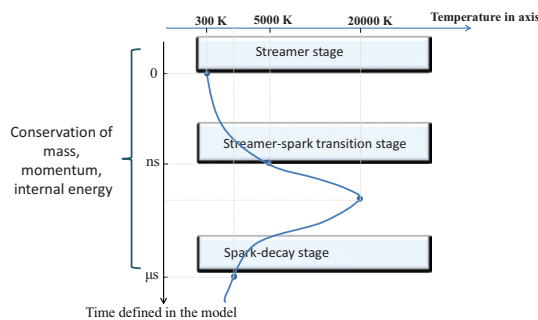 300 K 5000 K 20000 K Temperature in axis
Streamer stage
0
Conservation of
mass,
momentum,
internal energy
Streamer-spark transition stage
ns
Spark-decay stage
μs
Time defined in the model